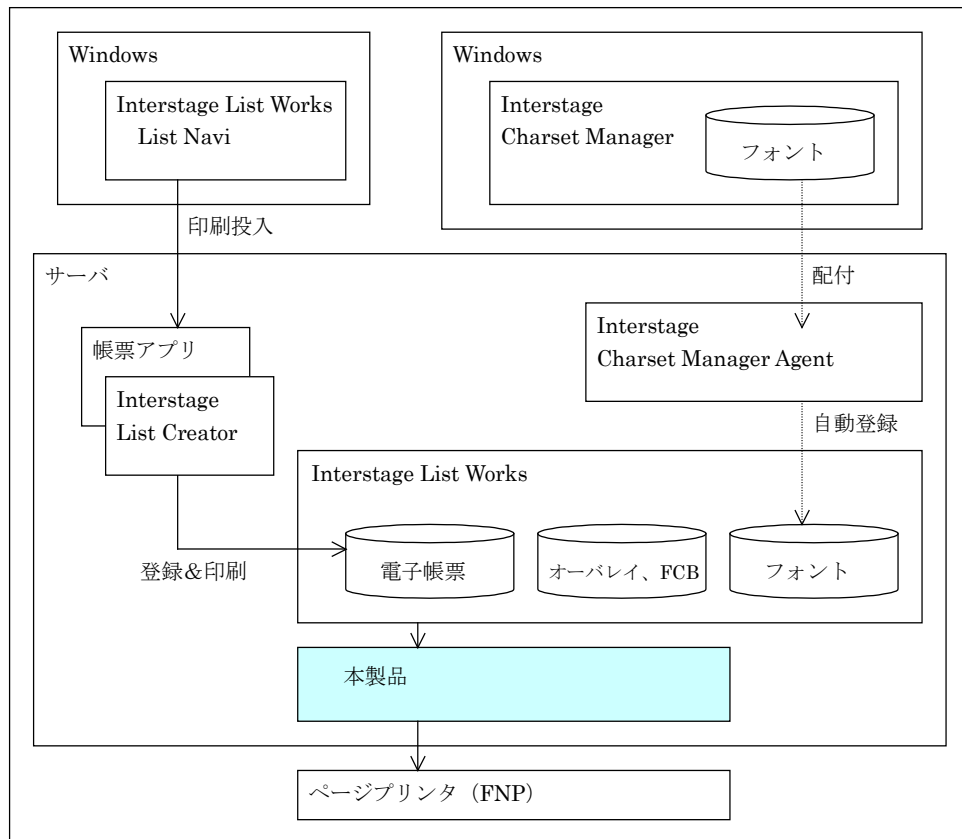 Windows
Interstage List Works
List Navi
印刷投入
Windows
Interstage
Charset Manager
フォント
配付
サーバ
帳票アプリ
Interstage
List Creator
Interstage
Charset Manager Agent
自動登録
登録&印刷
Interstage List Works
電子帳票
オーバレイ、FCB
フォント
本製品
ページプリンタ（FNP）